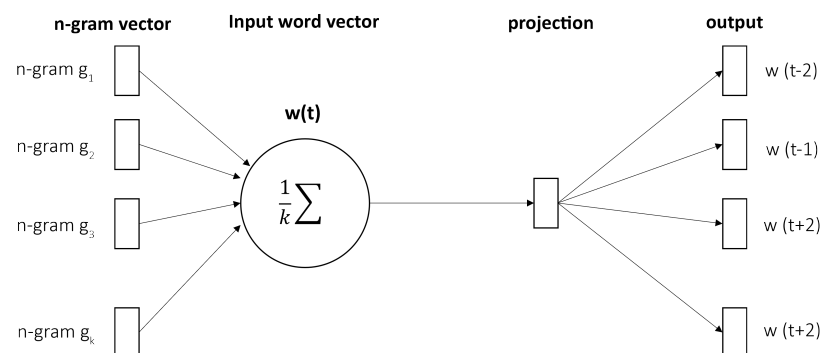 n-gram vector
Input word vector
projection
output
n-gram g₁
w(t)
w (t-2)
n-gram g₂
w (t-1)
1/k ∑
n-gram g₃
w (t+2)
n-gram gₖ
w (t+2)